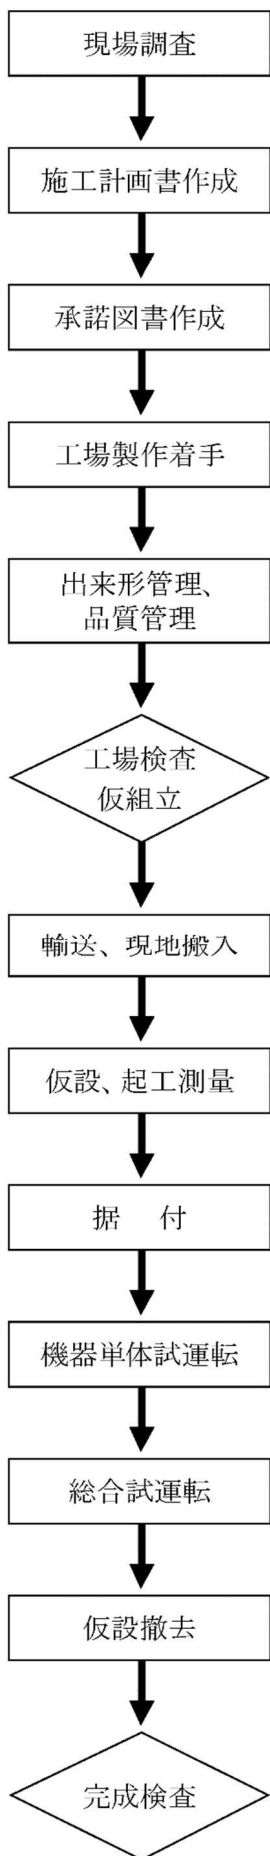 現場調査
施工計画書作成
承諾図書作成
工場製作着手
出来形管理、
品質管理
工場検査
仮組立
輸送、現地搬入
仮設、起工測量
据　付
機器単体試運転
総合試運転
仮設撤去
完成検査